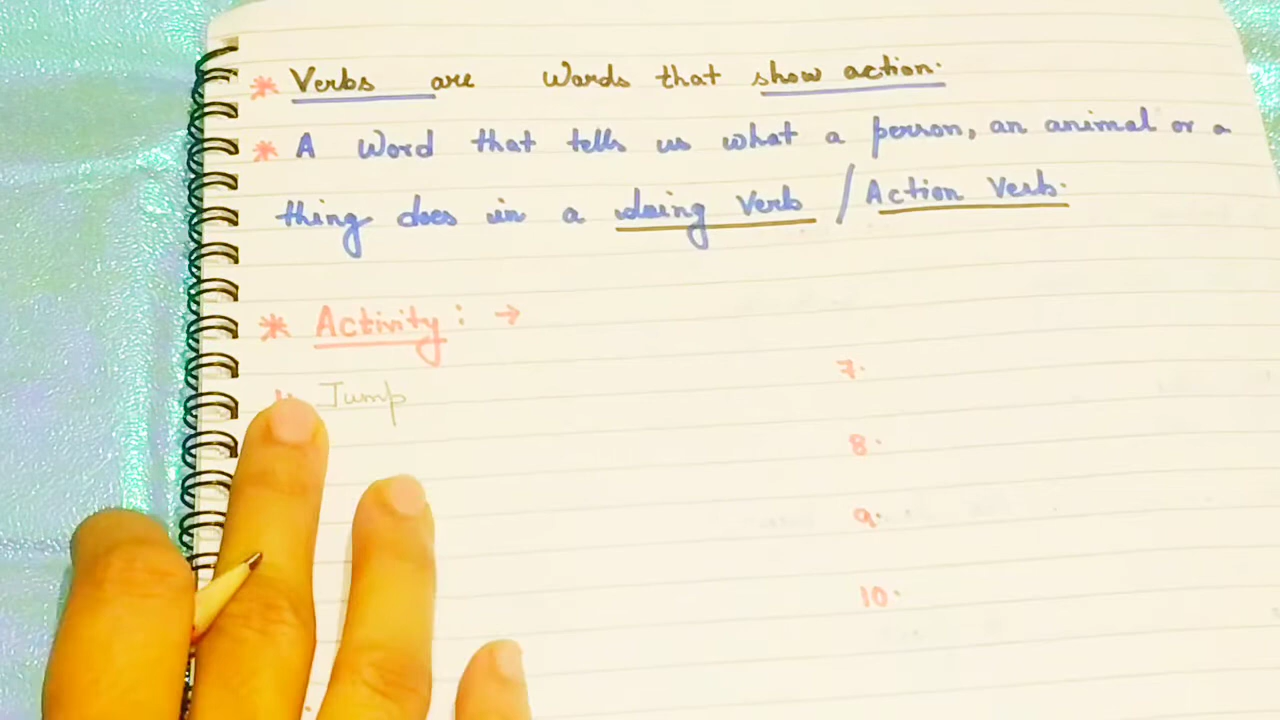 * Verbs are Words that show action.
* A Word that tells us what a person, an animal or a
thing does in a doing Verb / Action Verb.
* Activity : →
Jump
7.
8.
9.
10.